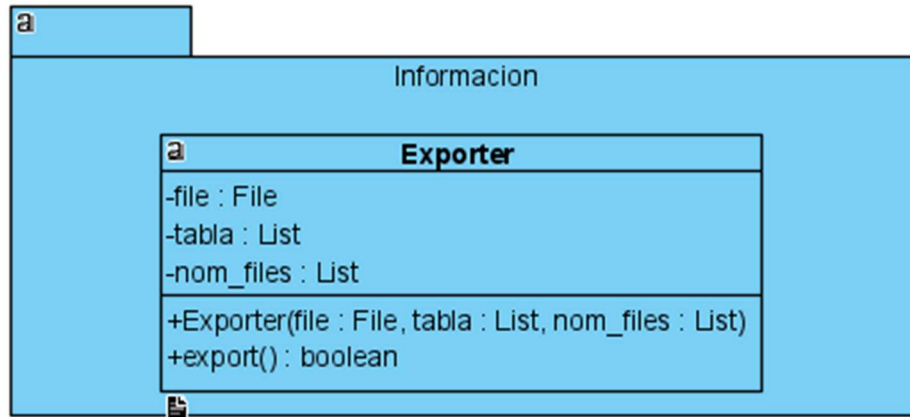 a
Informacion
a
Exporter
-file : File
-tabla : List
-nom_files : List
+Exporter(file : File, tabla : List, nom_files : List)
+export() : boolean